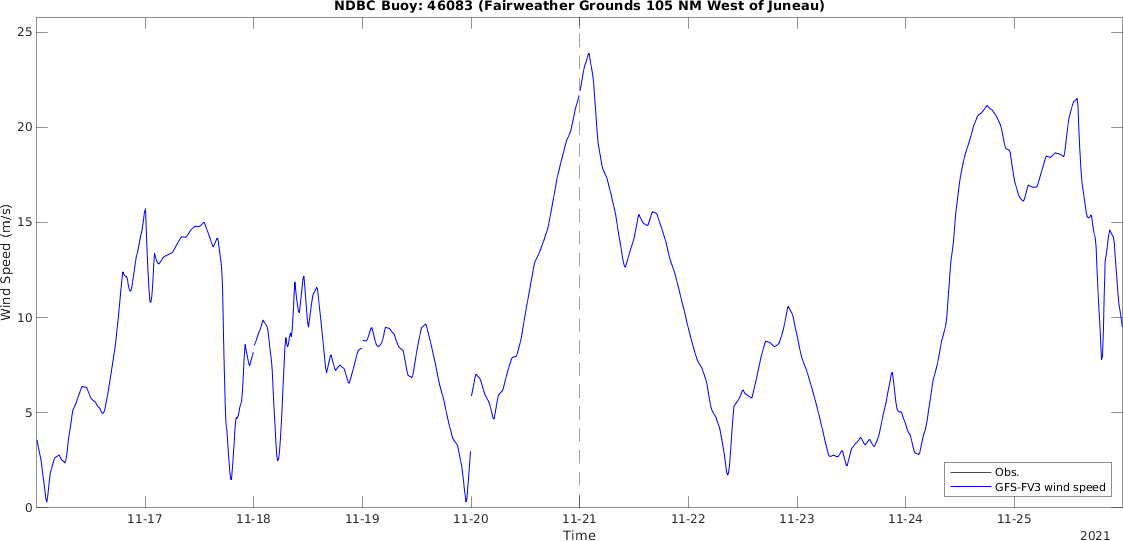 NDBC Buoy: 46083 (Fairweather Grounds 105 NM West of Juneau)
25
20
15
10
5
0
Wind Speed (m/s)
11-17 11-18 11-19 11-20 11-21 11-22 11-23 11-24 11-25
Time
2021
Obs.
GFS-FV3 wind speed